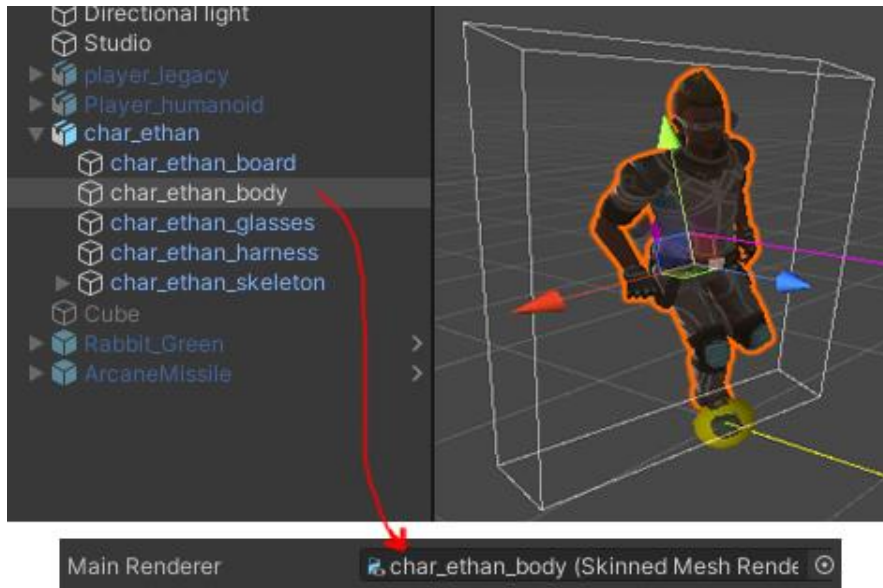 Directional light
Studio
player_legacy
Player_humanoid
char_ethan
char_ethan_board
char_ethan_body
char_ethan_glasses
char_ethan_harness
char_ethan_skeleton
Cube
Rabbit_Green
ArcaneMissile
Main Renderer char_ethan_body (Skinned Mesh Rende